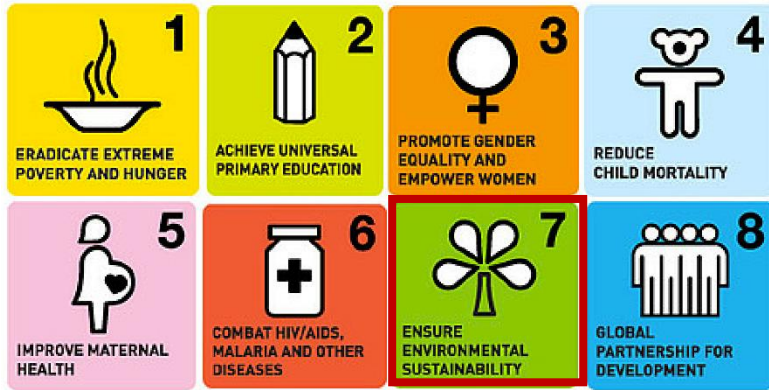 1
ERADICATE EXTREME
POVERTY AND HUNGER
2
ACHIEVE UNIVERSAL
PRIMARY EDUCATION
3
PROMOTE GENDER
EQUALITY AND
EMPOWER WOMEN
4
REDUCE
CHILD MORTALITY
5
IMPROVE MATERNAL
HEALTH
6
COMBAT HIV/AIDS,
MALARIA AND OTHER
DISEASES
7
ENSURE
ENVIRONMENTAL
SUSTAINABILITY
8
GLOBAL
PARTNERSHIP FOR
DEVELOPMENT